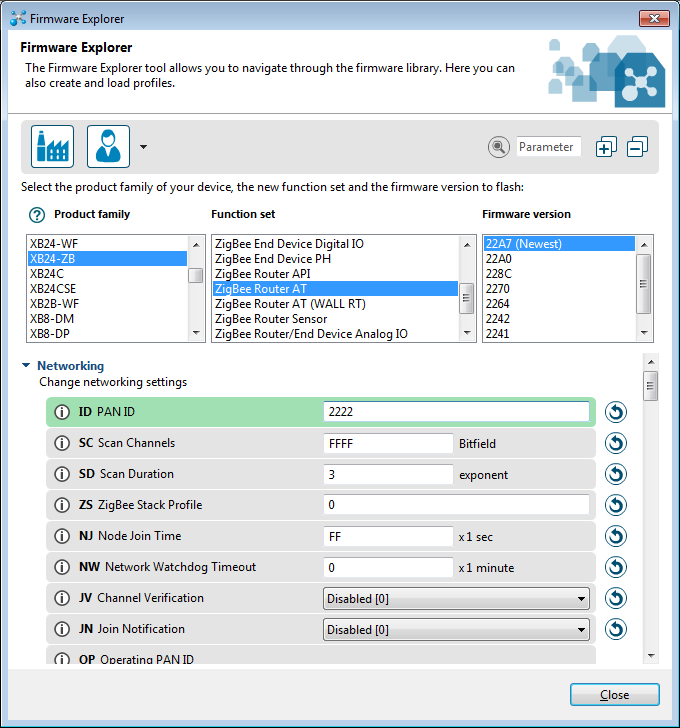 Firmware Explorer
Firmware Explorer
The Firmware Explorer tool allows you to navigate through the firmware library. Here you can
also create and load profiles.
Parameter
Select the product family of your device, the new function set and the firmware version to flash:
Product family
Function set
Firmware version
XB24-WF
XB24-ZB
XB24C
XB24CSE
XB2B-WF
XB8-DM
XB8-DP
ZigBee End Device Digital IO
ZigBee End Device PH
ZigBee Router API
ZigBee Router AT
ZigBee Router AT (WALL RT)
ZigBee Router Sensor
ZigBee Router/End Device Analog IO
22A7 (Newest)
22A0
228C
2270
2264
2242
2241
Networking
Change networking settings
ID PAN ID 2222
SC Scan Channels FFFF Bitfield
SD Scan Duration 3 exponent
ZS ZigBee Stack Profile 0
NJ Node Join Time FF x 1 sec
NW Network Watchdog Timeout 0 x 1 minute
JV Channel Verification Disabled [0]
JN Join Notification Disabled [0]
OP Operating PAN ID
Close